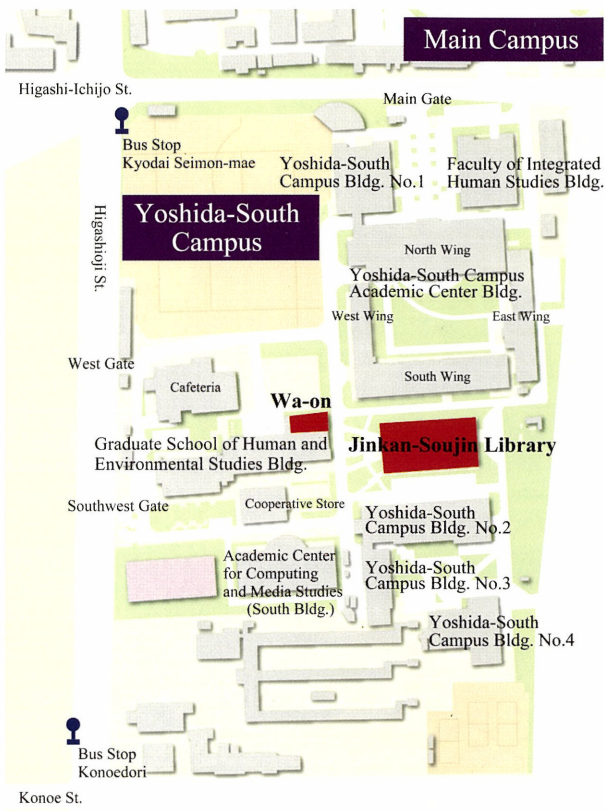 Main Campus
Higashi-Ichijo St.
Main Gate
Bus Stop
Kyodai Seimon-mae
Yoshida-South
Campus Bldg. No.1
Faculty of Integrated
Human Studies Bldg.
Yoshida-South
Campus
Higashioji St.
North Wing
Yoshida-South Campus
Academic Center Bldg.
West Wing
East Wing
West Gate
South Wing
Cafeteria
Wa-on
Graduate School of Human and
Environmental Studies Bldg.
Jinkan-Soujin Library
Southwest Gate
Cooperative Store
Yoshida-South
Campus Bldg. No.2
Academic Center
for Computing
and Media Studies
(South Bldg.)
Yoshida-South
Campus Bldg. No.3
Yoshida-South
Campus Bldg. No.4
Bus Stop
Konoedori
Konoe St.